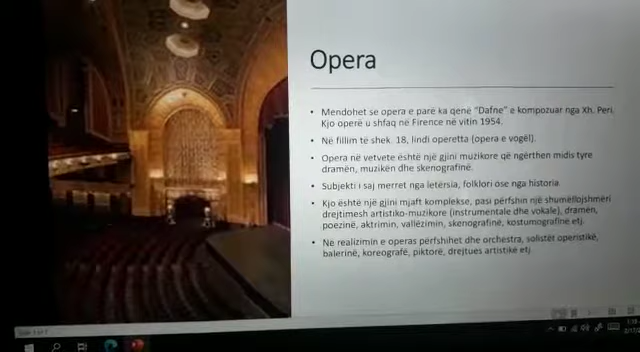 Opera
• Mendohet se opera e parë ka qenë "Dafne" e kompozuar nga Xh. Peri.
Kjo operë u shfaq në Firence në vitin 1954.
• Në fillim të shek. 18, lindi operetta (opera e vogël).
• Opera në vetvete është një gjini muzikore që ngërthen midis tyre
dramën, muzikën dhe skenografinë.
• Subjekti i saj merret nga letërsia, folklori ose nga historia.
• Kjo është një gjini mjaft komplekse, pasi përfshin një shumëllojshmëri
drejtimesh artistiko-muzikore (instrumentale dhe vokale), dramën,
poezinë, aktrimin, vallëzimin, skenografinë, kostumografinë etj.
• Në realizimin e operas përfshihet dhe orchestra, solistët operistikë,
balerinë, koreografë, piktorë, drejtues artistikë etj.